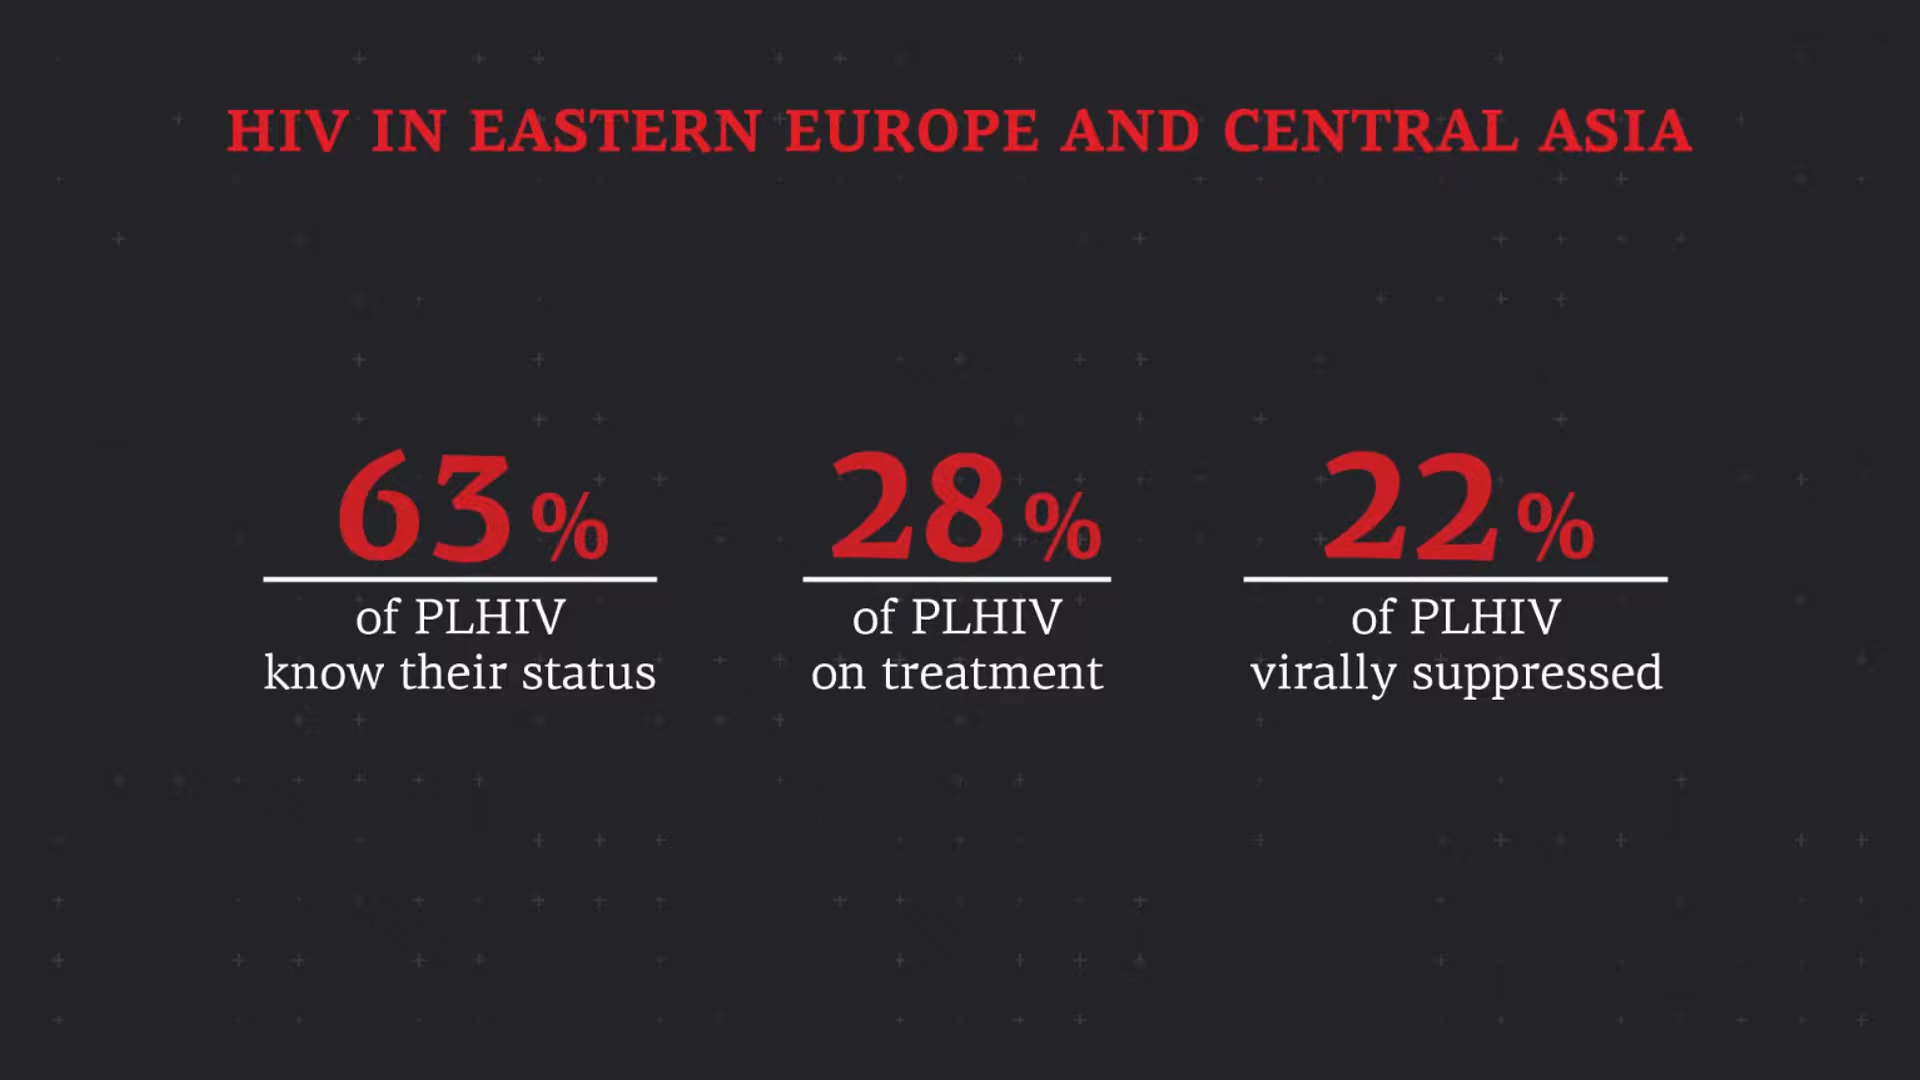 HIV IN EASTERN EUROPE AND CENTRAL ASIA
63%
of PLHIV
know their status
28%
of PLHIV
on treatment
22%
of PLHIV
virally suppressed